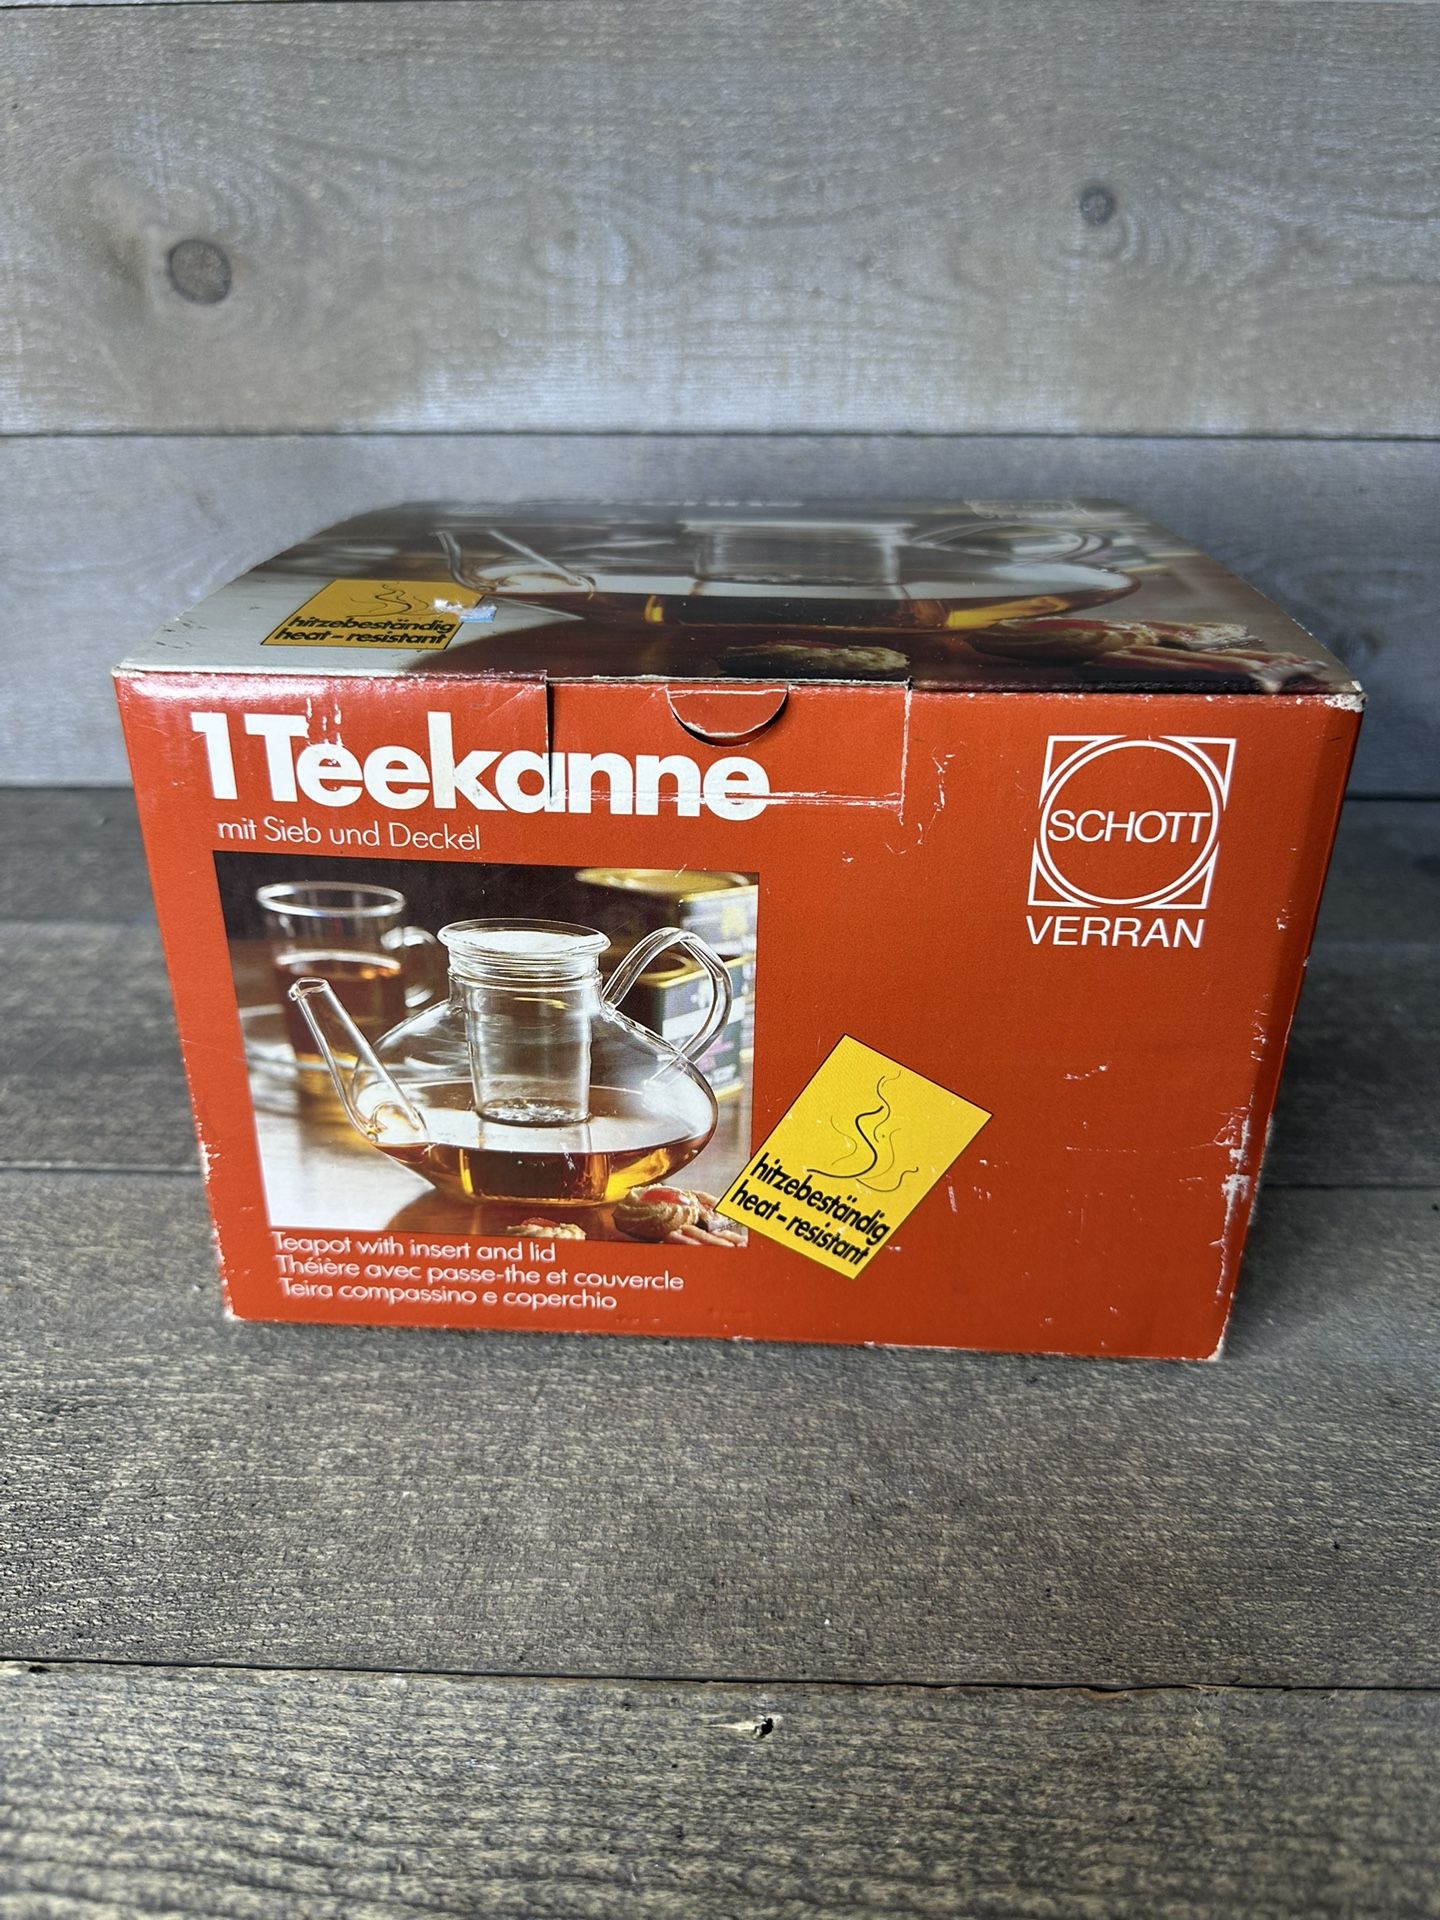 hitzebeständig
heat-resistant
1 Teekanne
mit Sieb und Deckel
SCHOTT
VERRAN
hitzebeständig
heat-resistant
Teapot with insert and lid
Théière avec passe-the et couvercle
Teira compassino e coperchio